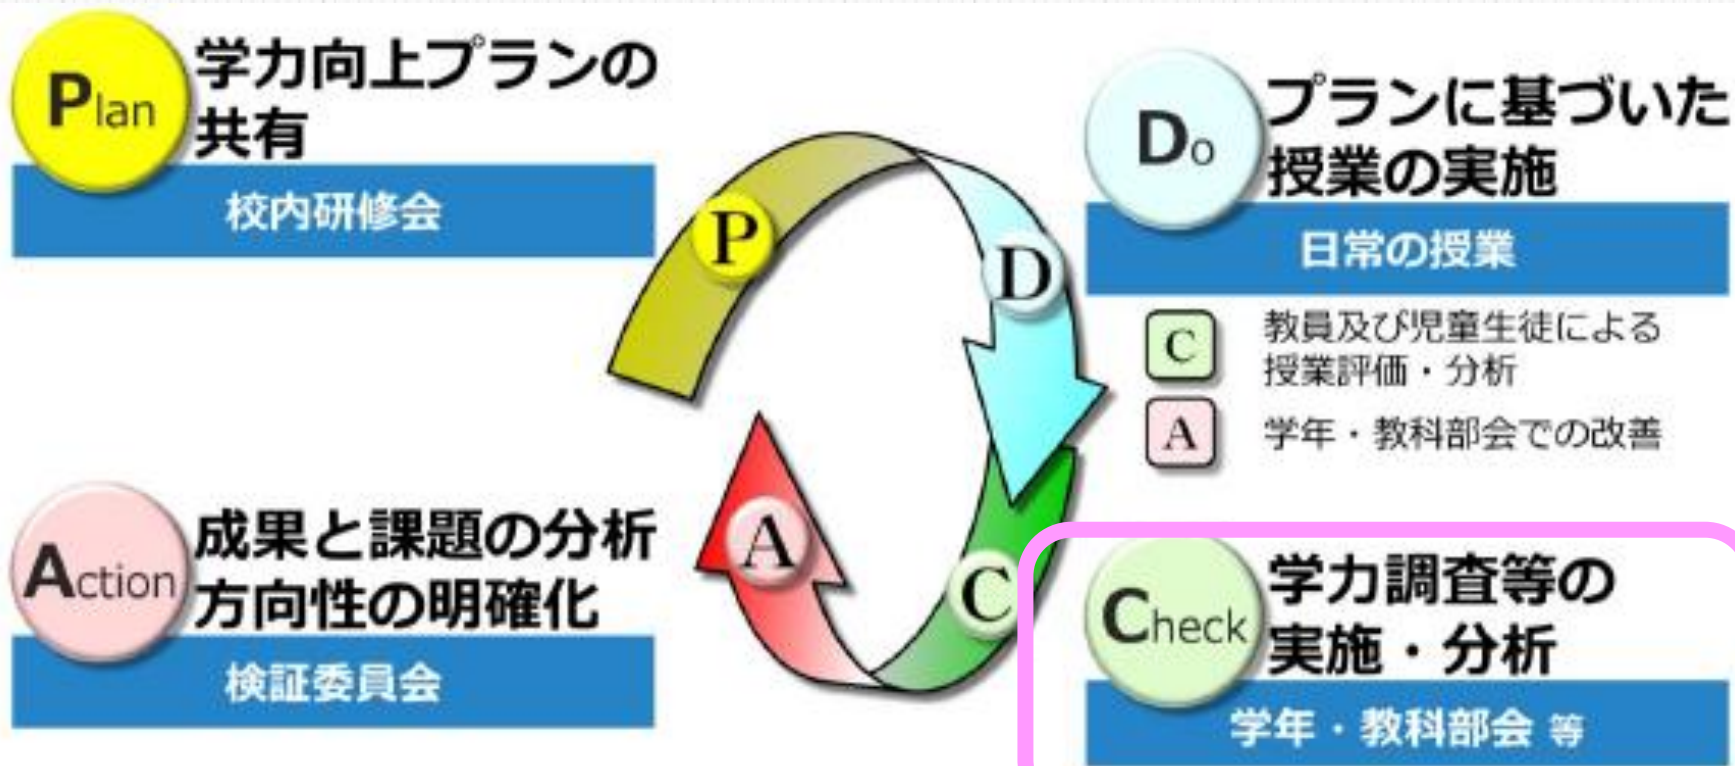 Plan
学力向上プランの
共有
校内研修会
Do
プランに基づいた
授業の実施
日常の授業
C
教員及び児童生徒による
授業評価・分析
A
学年・教科部会での改善
P
D
C
A
Action
成果と課題の分析
方向性の明確化
検証委員会
Check
学力調査等の
実施・分析
学年・教科部会 等